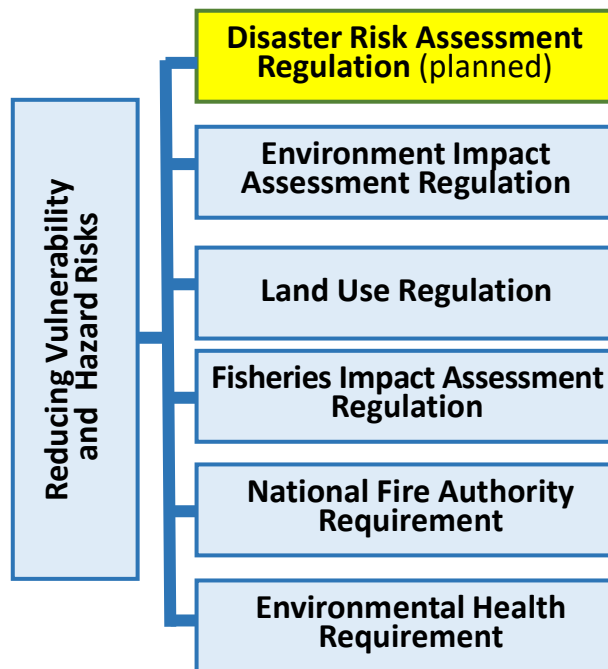 Reducing Vulnerability
and Hazard Risks
Disaster Risk Assessment
Regulation (planned)
Environment Impact
Assessment Regulation
Land Use Regulation
Fisheries Impact Assessment
Regulation
National Fire Authority
Requirement
Environmental Health
Requirement